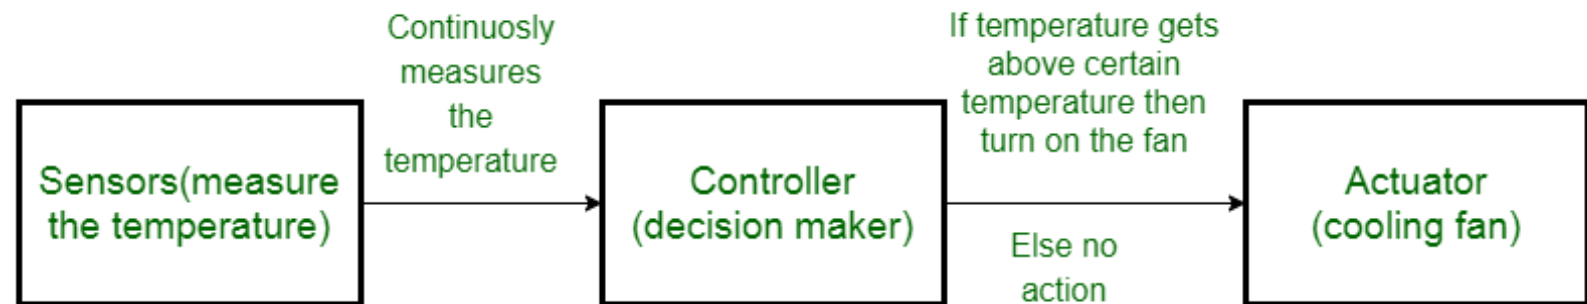 Sensors(measure
the temperature)
Continuosly
measures
the
temperature
Controller
(decision maker)
If temperature gets
above certain
temperature then
turn on the fan
Else no
action
Actuator
(cooling fan)